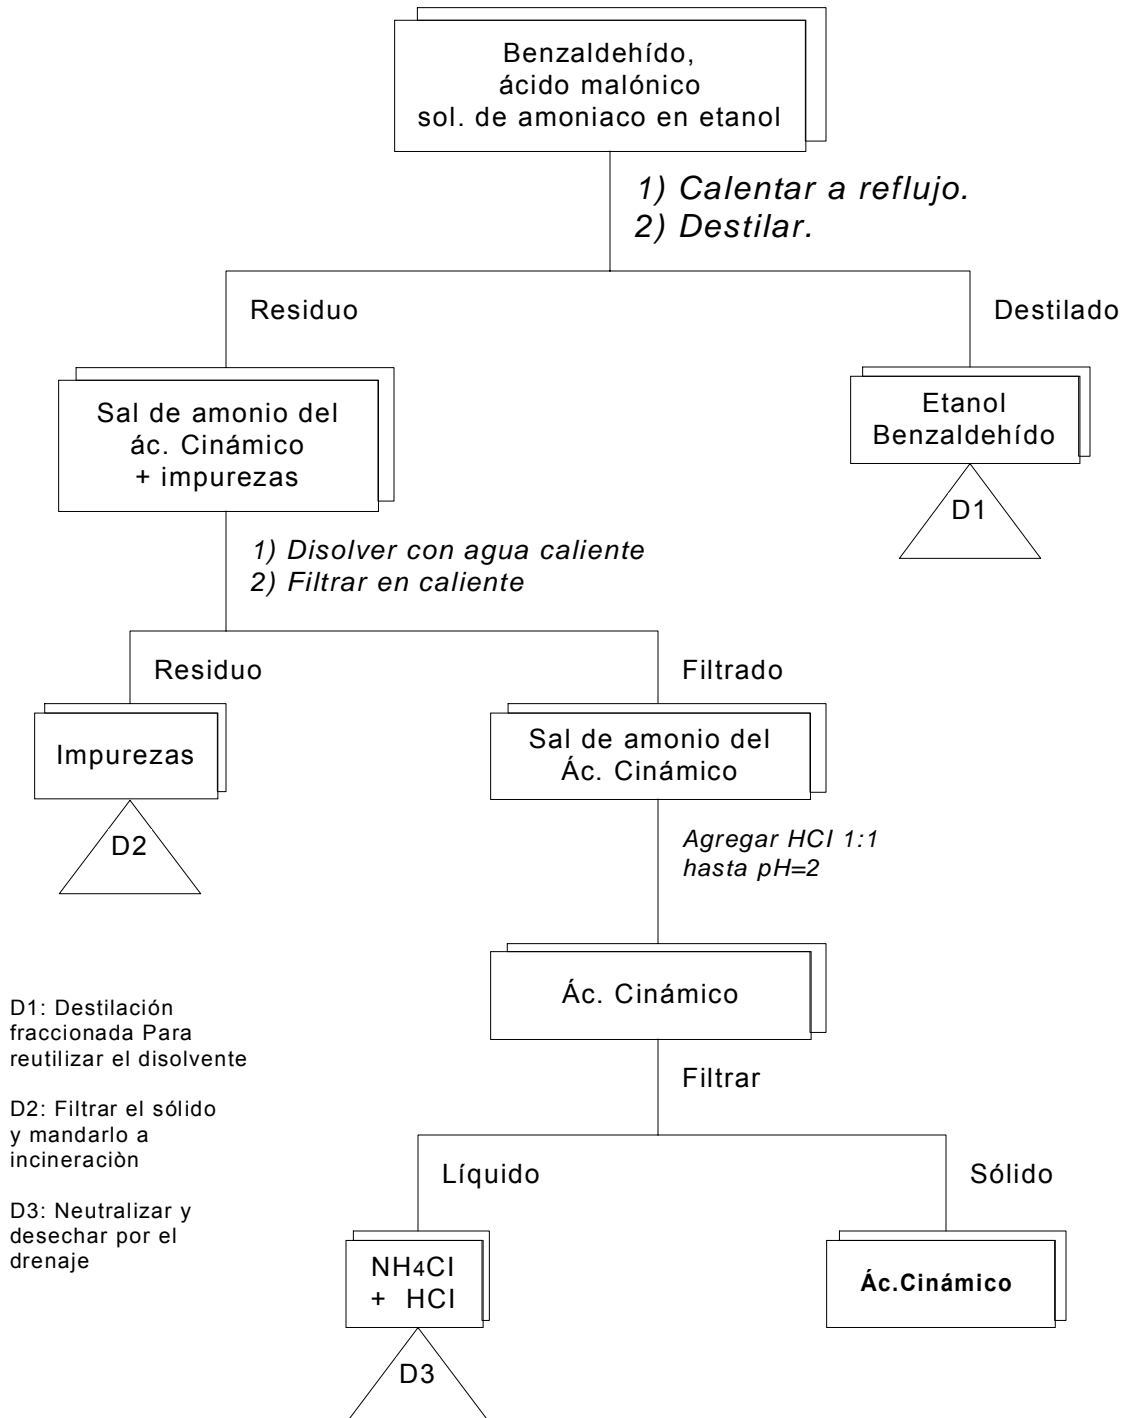 Benzaldehído,
ácido malónico
sol. de amoniaco en etanol
1) Calentar a reflujo.
2) Destilar.
Residuo
Destilado
Sal de amonio del
ác. Cinámico
+ impurezas
Etanol
Benzaldehído
D1
1) Disolver con agua caliente
2) Filtrar en caliente
Residuo
Filtrado
Impurezas
Sal de amonio del
Ác. Cinámico
D2
Agregar HCl 1:1
hasta pH=2
Ác. Cinámico
D1: Destilación
fraccionada Para
reutilizar el disolvente
D2: Filtrar el sólido
y mandarlo a
incineraciòn
D3: Neutralizar y
desechar por el
drenaje
Filtrar
Líquido
Sólido
NH4Cl
+ HCl
Ác.Cinámico
D3